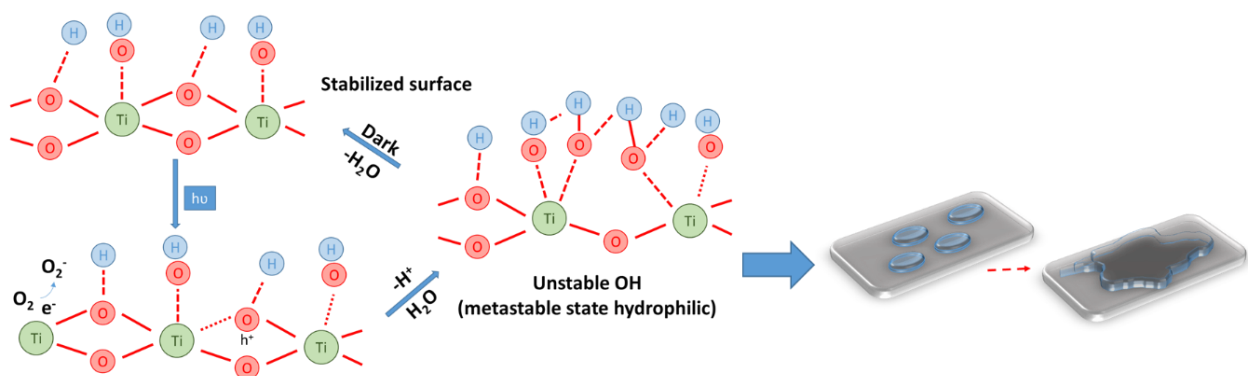 H H H H
O O
O O
Ti Ti
O O
Stabilized surface
Dark
-H₂O
hυ
H H H H H
H O O O O
O
Ti Ti
O O
Unstable OH
(metastable state hydrophilic)
-H⁺
H₂O
H H H H
O₂⁻ O O
O₂ e⁻ O O
h⁺
Ti Ti Ti
O O